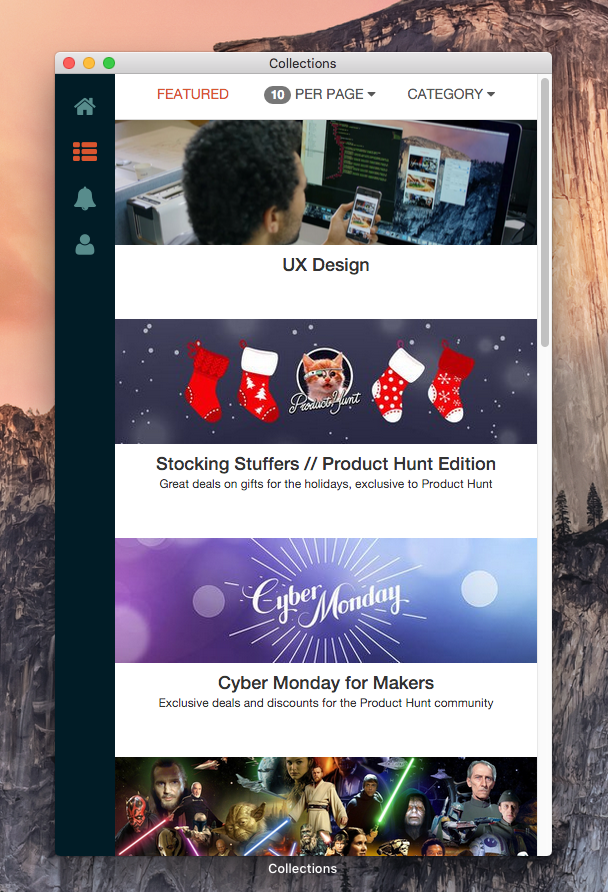 Collections
FEATURED
10 PER PAGE
CATEGORY
UX Design
Product Hunt
Stocking Stuffers // Product Hunt Edition
Great deals on gifts for the holidays, exclusive to Product Hunt
Cyber Monday
Cyber Monday for Makers
Exclusive deals and discounts for the Product Hunt community
Collections